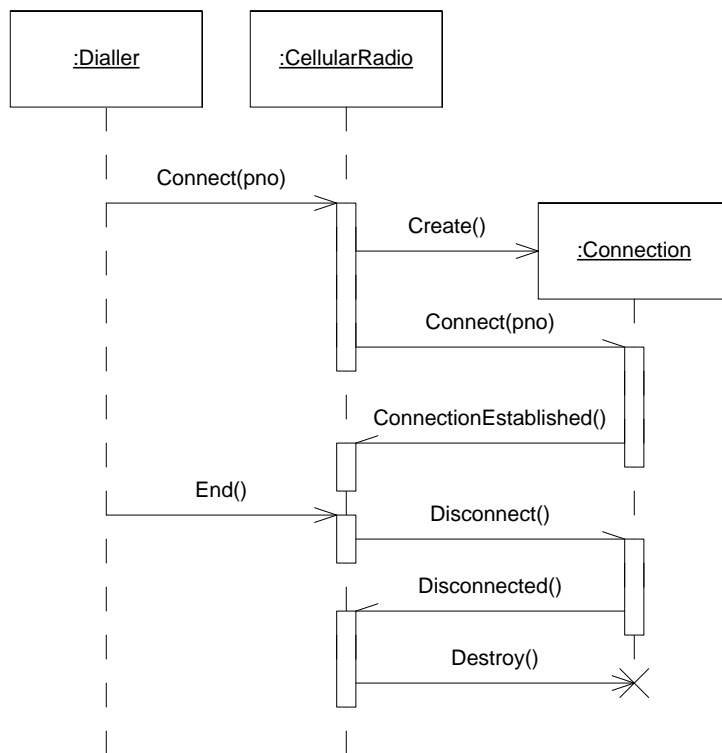 :Dialler
:CellularRadio
Connect(pno)
Create()
:Connection
Connect(pno)
ConnectionEstablished()
End()
Disconnect()
Disconnected()
Destroy()